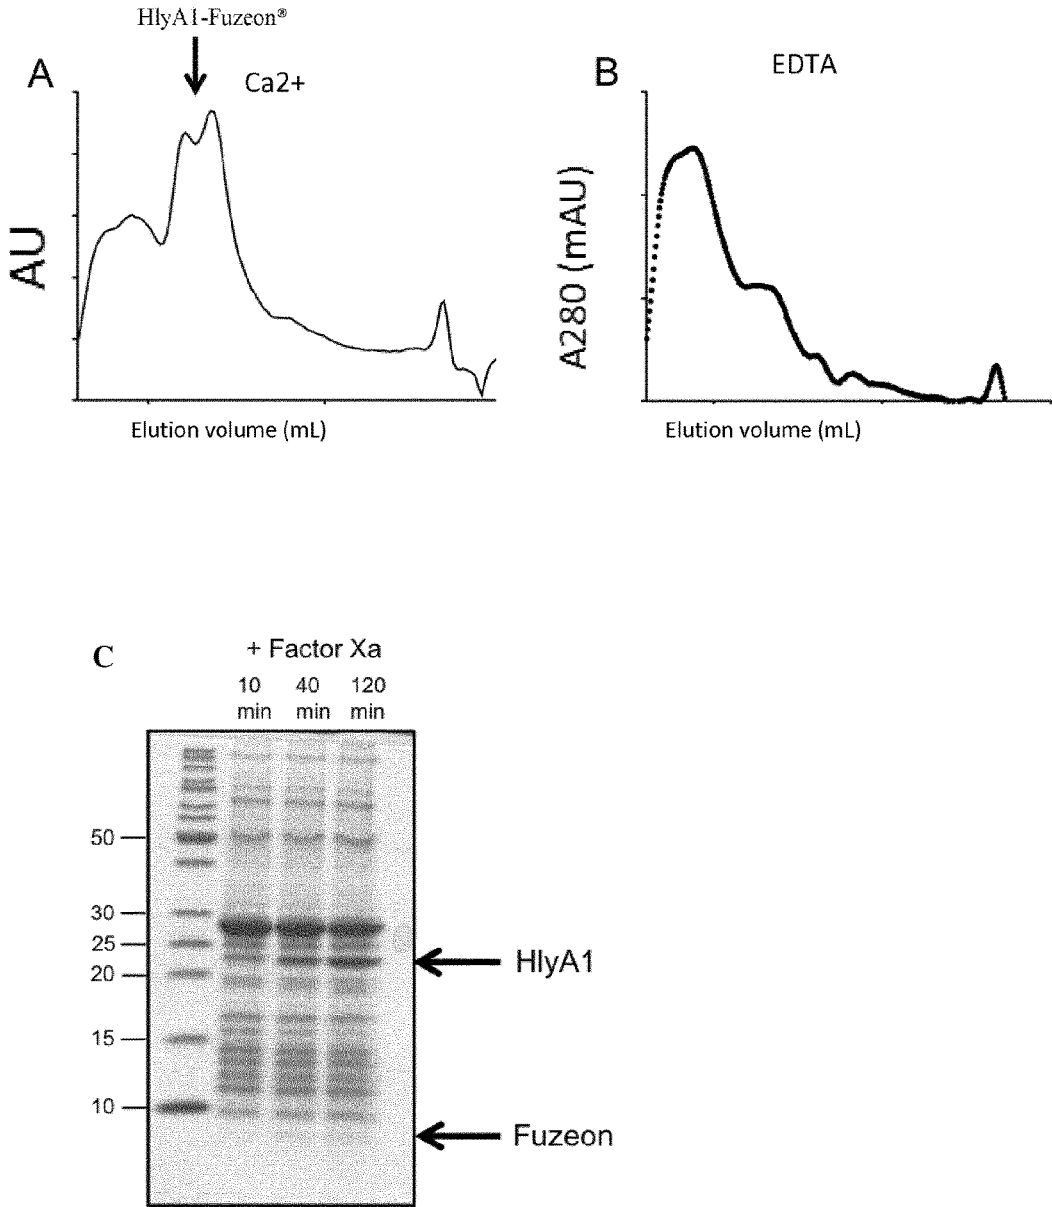 HlyA1-Fuzeon®
A
Ca2+
AU
Elution volume (mL)
B
EDTA
A280 (mAU)
Elution volume (mL)
C
+ Factor Xa
10 40 120
min min min
50
30
25
20
15
10
HlyA1
Fuzeon